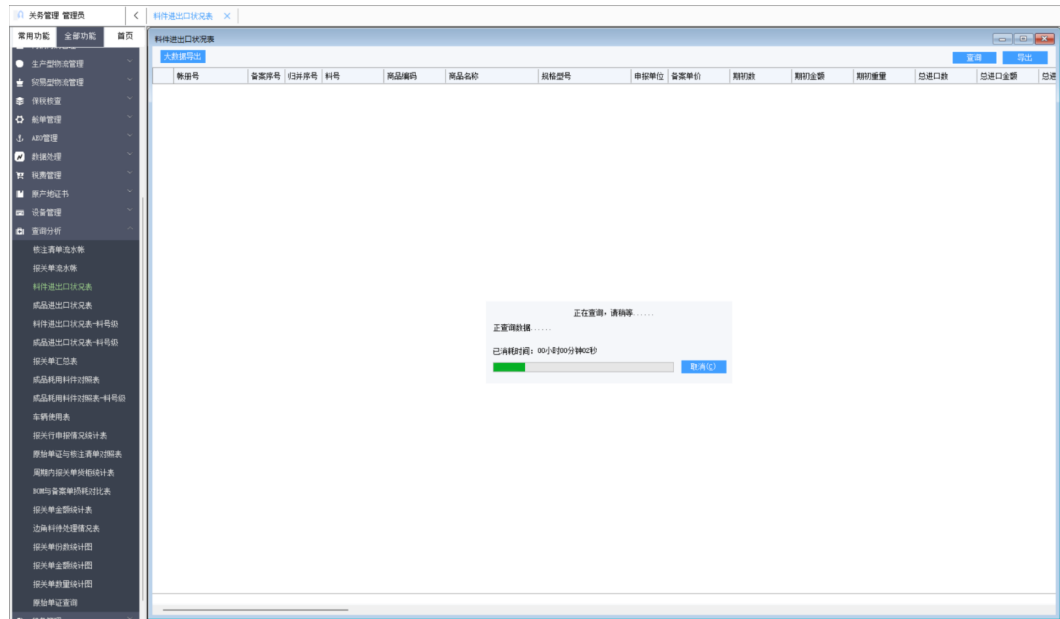 关务管理 管理员
料件进出口状况表
常用功能 全部功能 首页
料件进出口状况表
大数据导出
查询 导出
帐册号 备案序号 归并序号 料号 商品编码 商品名称 规格型号 申报单位 备案单价 期初数 期初金额 期初重量 总进口数 总进口金额 总进
生产型物流管理
贸易型物流管理
保税核查
舱单管理
AEO管理
数据处理
税费管理
原产地证书
设备管理
查询分析
核注清单流水帐
报关单流水帐
料件进出口状况表
成品进出口状况表
料件进出口状况表-料号级
成品进出口状况表-料号级
报关单汇总表
成品耗用料件对照表
成品耗用料件对照表-料号级
车辆使用表
报关行申报情况统计表
原始单证与核注清单对照表
周期内报关单货柜统计表
BOM与备案单损耗对比表
报关单金额统计表
边角料待处理情况表
报关单份数统计图
报关单金额统计图
报关单数量统计图
原始单证查询
正在查询，请稍等......
正查询数据......
已消耗时间：00小时00分钟02秒
取消(C)